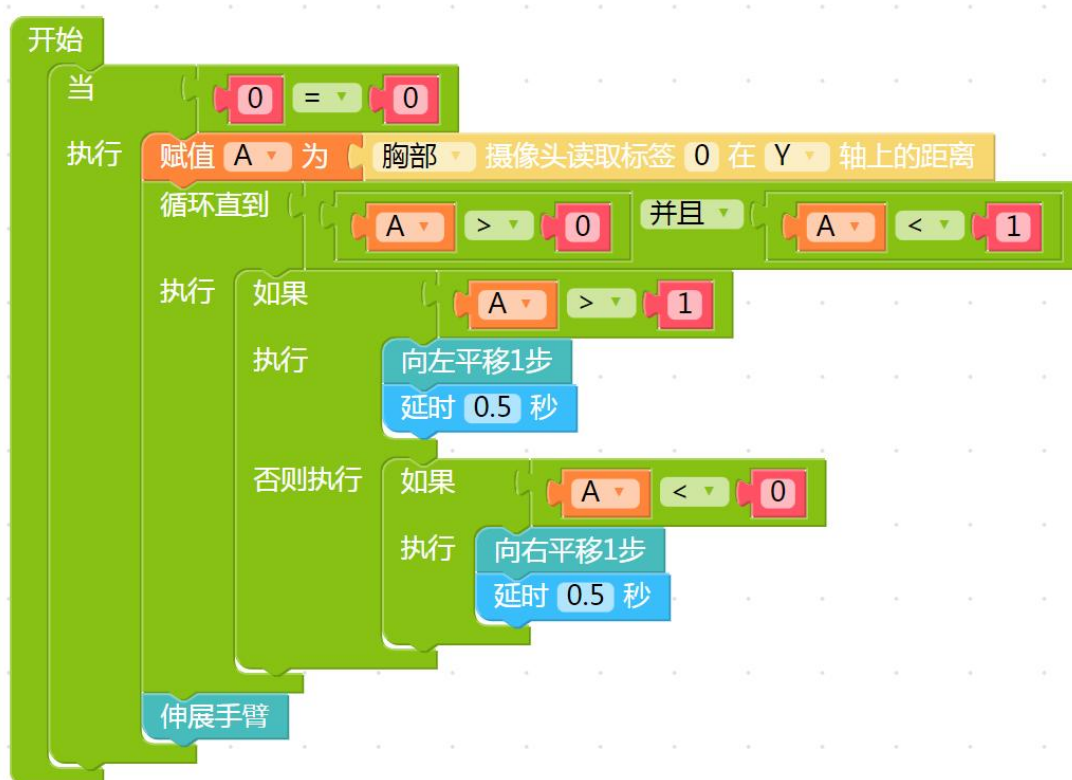 开始
当 0 = 0
执行 赋值 A 为 胸部 摄像头读取标签 0 在 Y 轴上的距离
循环直到 A > 0 并且 A < 1
执行 如果 A > 1
执行 向左平移1步
延时 0.5 秒
否则执行 如果 A < 0
执行 向右平移1步
延时 0.5 秒
伸展手臂